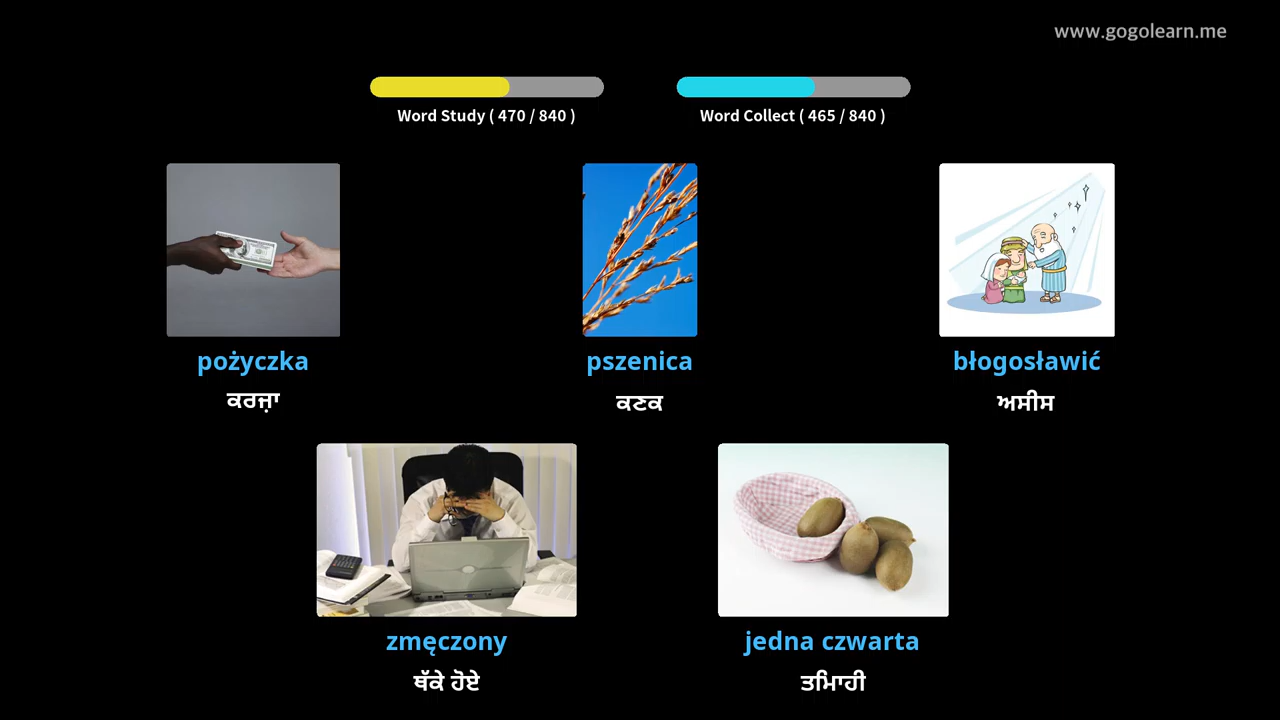 www.gogolearn.me
Word Study ( 470 / 840 )
Word Collect ( 465 / 840 )
pożyczka
ਕਰਜ਼ਾ
pszenica
ਕਣਕ
błogosławić
ਅਸੀਸ
zmęczony
ਥੱਕੇ ਹੋਏ
jedna czwarta
ਤਿਮਾਹੀ